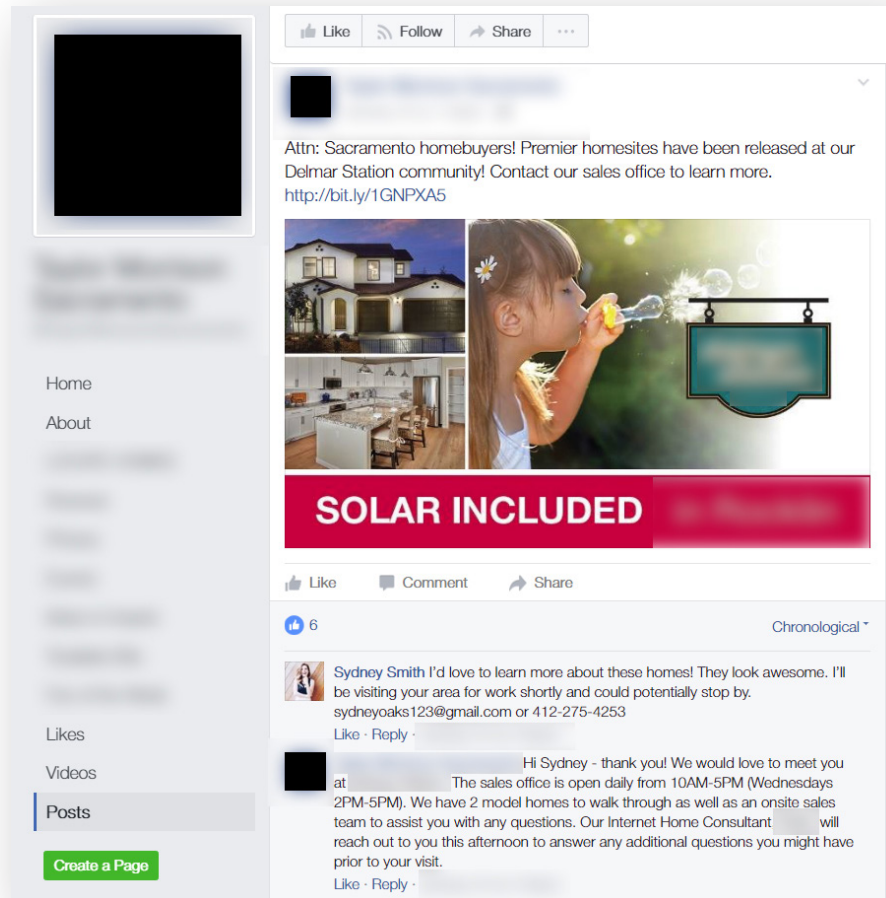 Like Follow Share ...
Attn: Sacramento homebuyers! Premier homesites have been released at our
Delmar Station community! Contact our sales office to learn more.
http://bit.ly/1GNPXA5
SOLAR INCLUDED
Like Comment Share
6
Chronological
Sydney Smith I'd love to learn more about these homes! They look awesome. I'll
be visiting your area for work shortly and could potentially stop by.
sydneyoaks123@gmail.com or 412-275-4253
Like · Reply ·
Hi Sydney - thank you! We would love to meet you
at The sales office is open daily from 10AM-5PM (Wednesdays
2PM-5PM). We have 2 model homes to walk through as well as an onsite sales
team to assist you with any questions. Our Internet Home Consultant will
reach out to you this afternoon to answer any additional questions you might have
prior to your visit.
Like · Reply ·
Home
About
Likes
Videos
Posts
Create a Page